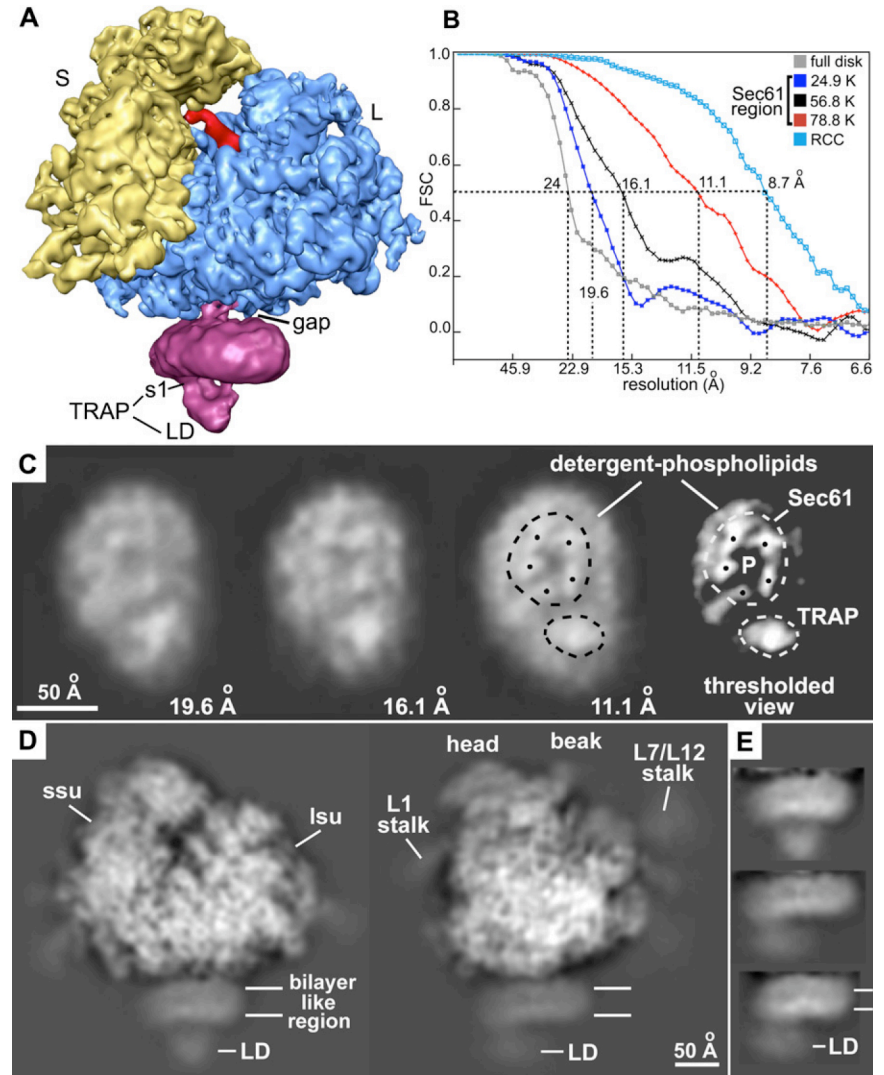 A
S
L
gap
s1
TRAP
LD
B
FSC
1.0
0.8
0.6
0.4
0.2
0.0
full disk
24.9 K
Sec61 region
56.8 K
78.8 K
RCC
24
16.1
11.1
8.7 Å
19.6
45.9 22.9 15.3 11.5 9.2 7.6 6.6
resolution (Å)
C
detergent-phospholipids
Sec61
P
TRAP
50 Å
19.6 Å
16.1 Å
11.1 Å
thresholded
view
D
ssu
lsu
bilayer
like
region
LD
head
beak
L7/L12
stalk
L1
stalk
LD
50 Å
E
LD